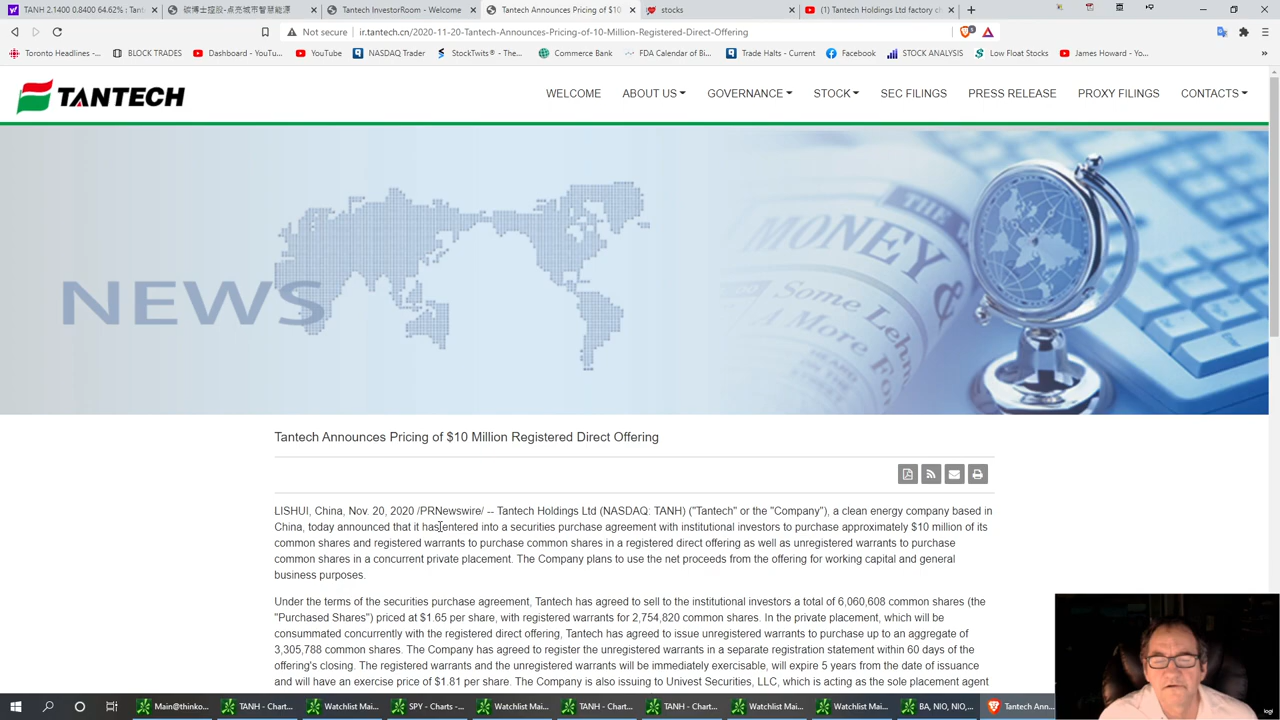 TANH 2.1400 0.8400 64.62% : Tant
碳博士控股-点亮城市智慧能源
Tantech InvestorRoom - Welcome
Tantech Announces Pricing of $10
stocks
(1) Tantech Holdings Ltd factory c
Not secure
ir.tantech.cn/2020-11-20-Tantech-Announces-Pricing-of-10-Million-Registered-Direct-Offering
Toronto Headlines -...
BLOCK TRADES
Dashboard - YouTu...
YouTube
NASDAQ Trader
StockTwits® - The...
Commerce Bank
FDA Calendar of Bi...
Trade Halts - Current
Facebook
STOCK ANALYSIS
Low Float Stocks
James Howard - Yo...
TANTECH
WELCOME
ABOUT US
GOVERNANCE
STOCK
SEC FILINGS
PRESS RELEASE
PROXY FILINGS
CONTACTS
NEWS
THE
MONEY &
Some
A More
For
Tantech Announces Pricing of $10 Million Registered Direct Offering
LISHUI, China, Nov. 20, 2020 /PRNewswire/ -- Tantech Holdings Ltd (NASDAQ: TANH) ("Tantech" or the "Company"), a clean energy company based in
China, today announced that it has entered into a securities purchase agreement with institutional investors to purchase approximately $10 million of its
common shares and registered warrants to purchase common shares in a registered direct offering as well as unregistered warrants to purchase
common shares in a concurrent private placement. The Company plans to use the net proceeds from the offering for working capital and general
business purposes.
Under the terms of the securities purchase agreement, Tantech has agreed to sell to the institutional investors a total of 6,060,608 common shares (the
"Purchased Shares") priced at $1.65 per share, with registered warrants for 2,754,820 common shares. In the private placement, which will be
consummated concurrently with the registered direct offering, Tantech has agreed to issue unregistered warrants to purchase up to an aggregate of
3,305,788 common shares. The Company has agreed to register the unregistered warrants in a separate registration statement within 60 days of the
offering's closing. The registered warrants and the unregistered warrants will be immediately exercisable, will expire 5 years from the date of issuance
and will have an exercise price of $1.81 per share. The Company is also issuing to Univest Securities, LLC, which is acting as the sole placement agent
Main@thinko...
TANH - Chart...
Watchlist Mai...
SPY - Charts -...
Watchlist Mai...
TANH - Chart...
TANH - Chart...
Watchlist Mai...
BA, NIO, NIO,...
Tantech Ann...
logi